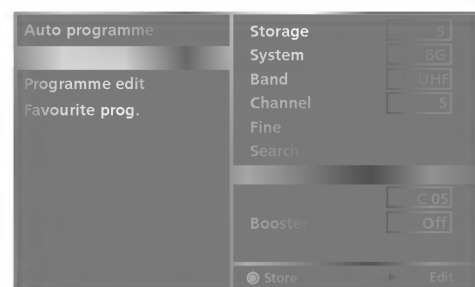 Auto programme
Programme edit
Favourite prog.
Storage 5
System BG
Band UHF
Channel 5
Fine
Search
C 05
Booster Off
Store Edit